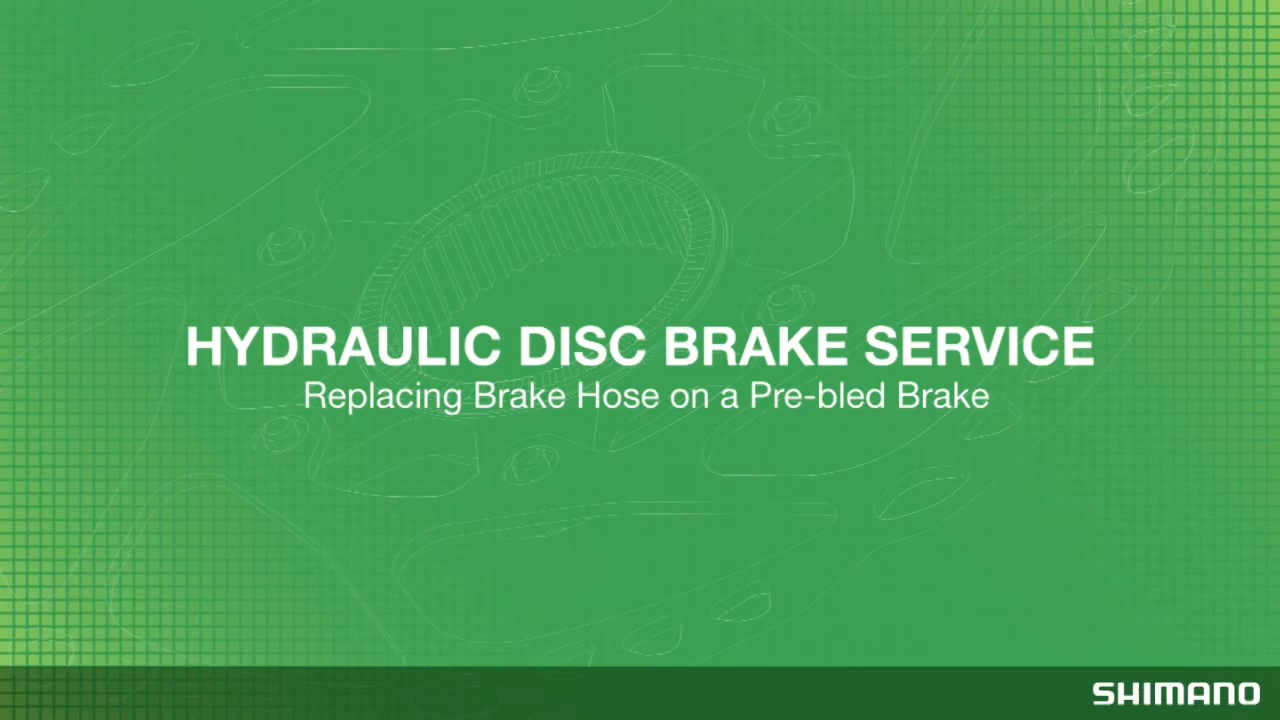 HYDRAULIC DISC BRAKE SERVICE
Replacing Brake Hose on a Pre-bled Brake
SHIMANO